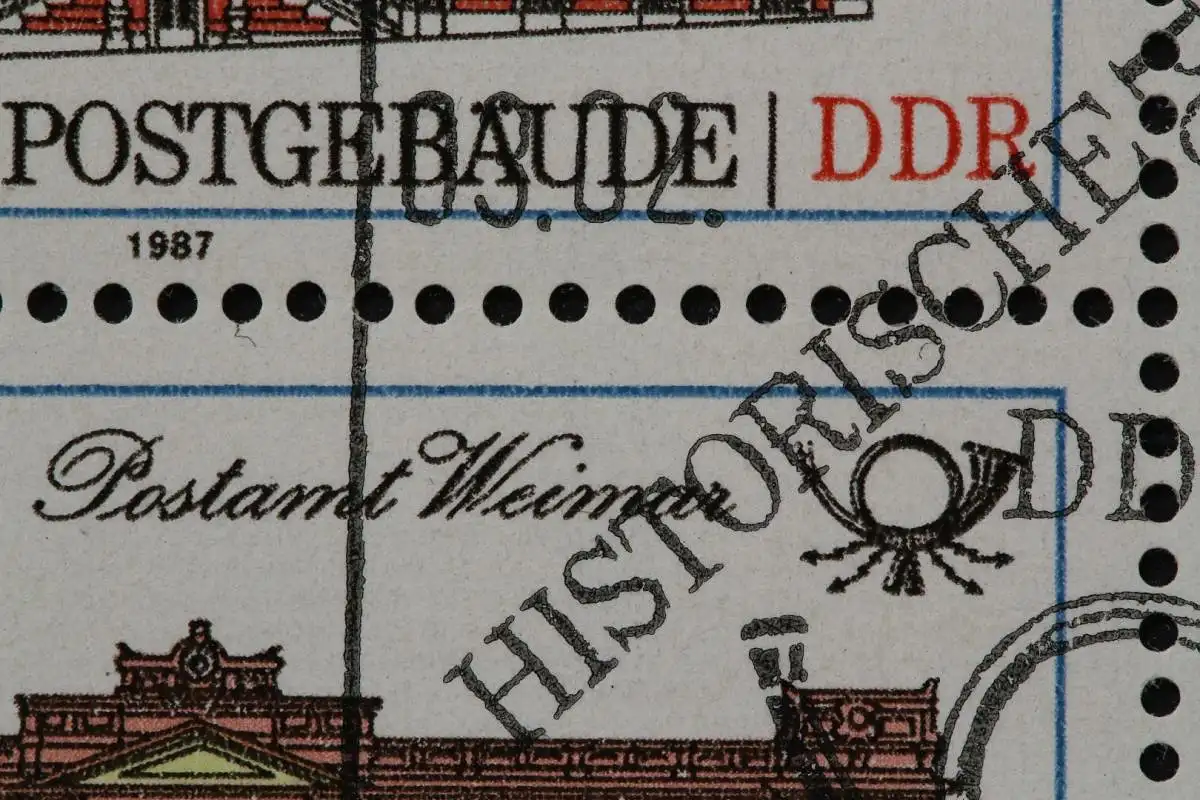 POSTGEBÄUDE | DDR
03.02.
1987
HISTORISCHE
Postamt Weimar
DD